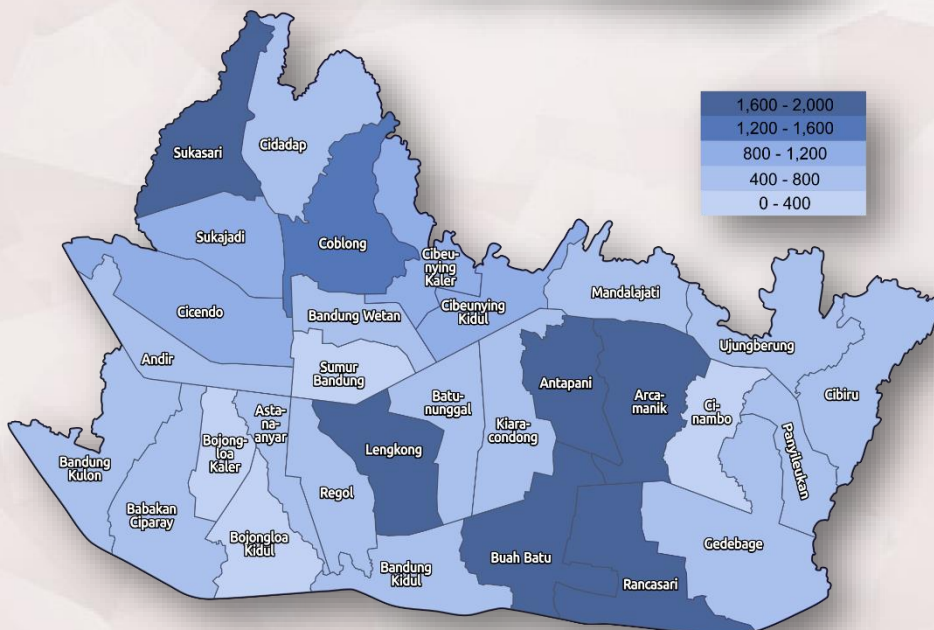 1,600 - 2,000
1,200 - 1,600
800 - 1,200
400 - 800
0 - 400
Sukasari
Cidadap
Sukajadi
Coblong
Cibeu-
nying
Kaler
Cibeunying
Kidul
Mandalajati
Cicendo
Bandung Wetan
Ujungberung
Andir
Sumur
Bandung
Antapani
Arca-
manik
Ci-
nambo
Cibiru
Panyileukan
Asta-
na-
anyar
Batu-
nunggal
Kiara-
condong
Bojong-
loa
Kaler
Lengkong
Bandung
Kulon
Babakan
Ciparay
Regol
Bojongloa
Kidul
Bandung
Kidul
Buah Batu
Rancasari
Gedebage